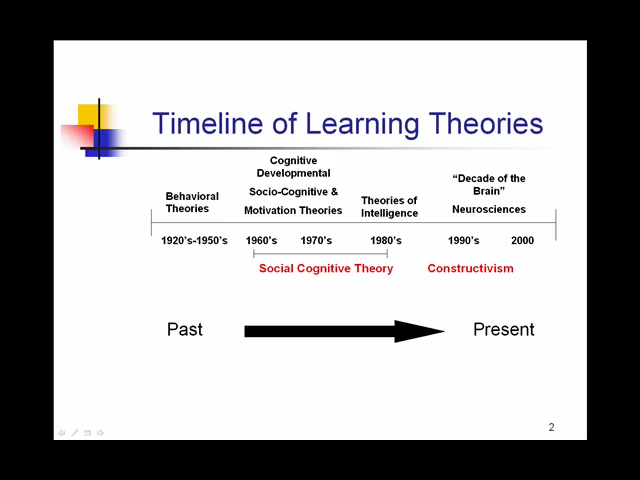 Timeline of Learning Theories
Cognitive
Developmental
Socio-Cognitive &
Motivation Theories
Behavioral
Theories
Theories of
Intelligence
“Decade of the
Brain”
Neurosciences
1920’s-1950’s 1960’s 1970’s 1980’s 1990’s 2000
Social Cognitive Theory Constructivism
Past Present
2